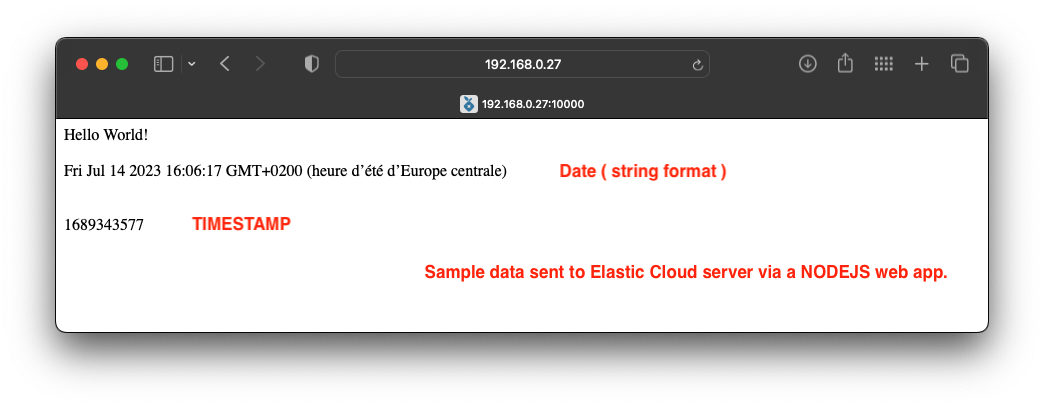 192.168.0.27
192.168.0.27:10000
Hello World!
Fri Jul 14 2023 16:06:17 GMT+0200 (heure d’été d’Europe centrale) Date ( string format )
1689343577 TIMESTAMP
Sample data sent to Elastic Cloud server via a NODEJS web app.